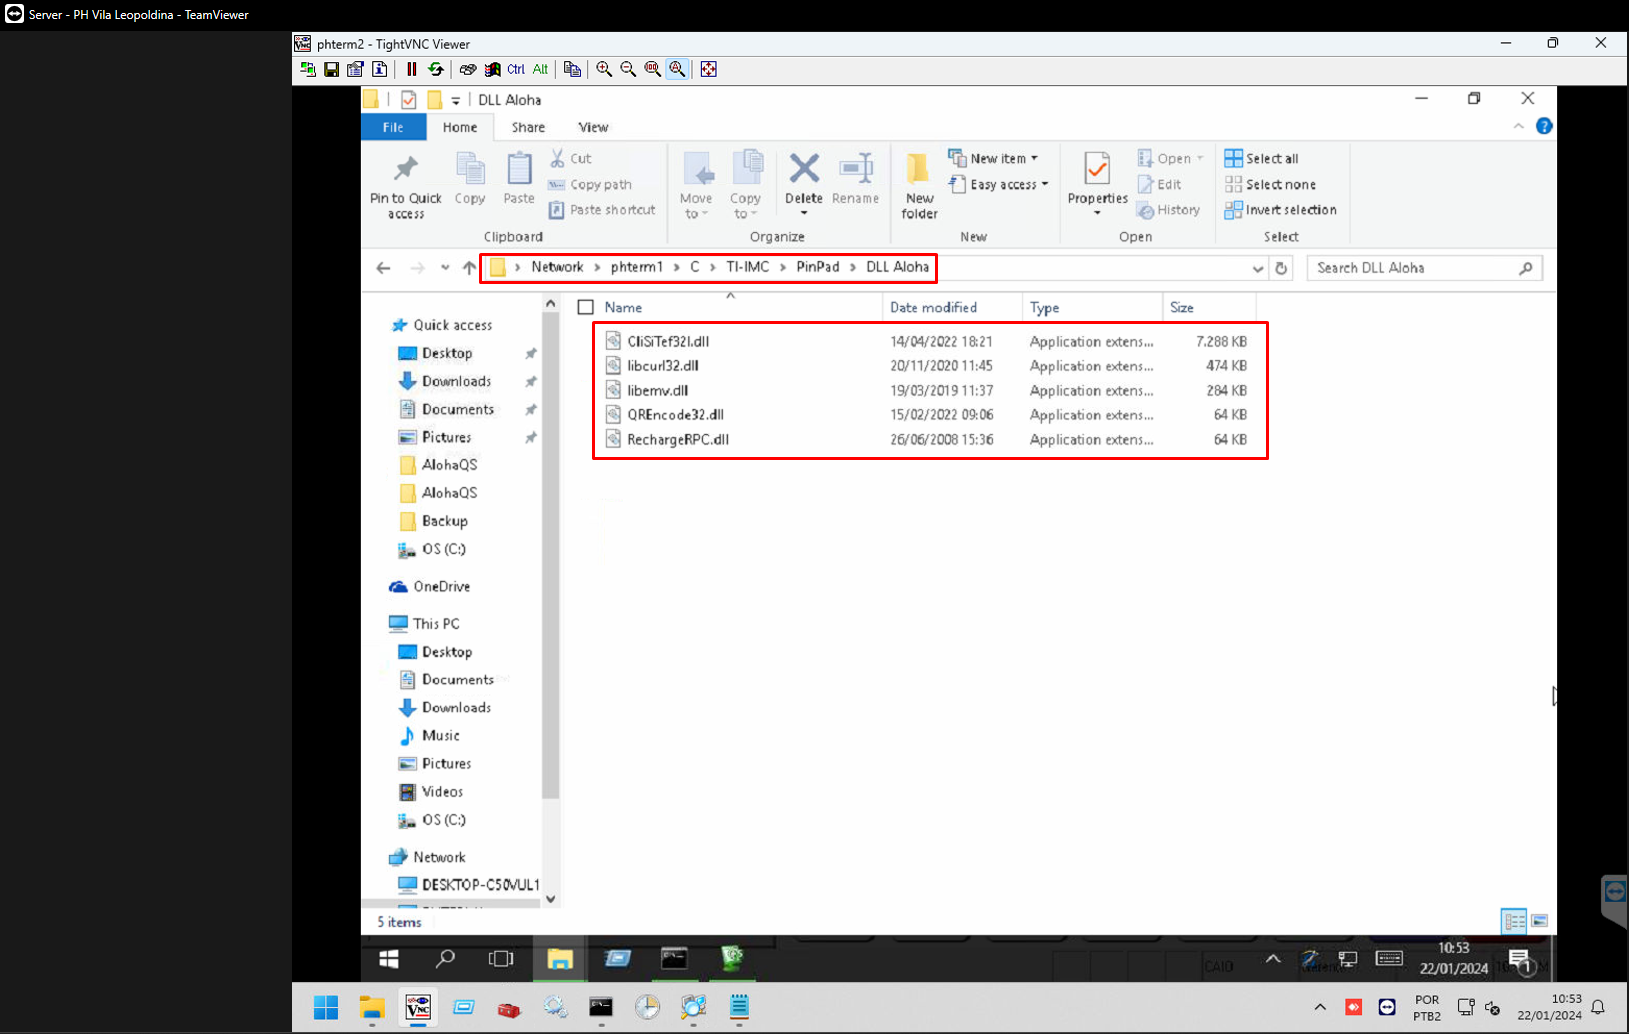 Server - PH Vila Leopoldina - TeamViewer
phterm2 - TightVNC Viewer
Ctrl Alt
DLL Aloha
File Home Share View
Pin to Quick access
Copy
Paste
Cut
Copy path
Paste shortcut
Clipboard
Move to
Copy to
Delete
Rename
Organize
New folder
New item
Easy access
New
Properties
Open
Edit
History
Open
Select all
Select none
Invert selection
Select
Network > phterm1 > C > TI-IMC > PinPad > DLL Aloha
Search DLL Aloha
Name Date modified Type Size
CliSiTef32I.dll 14/04/2022 18:21 Application extens... 7.288 KB
libcurl32.dll 20/11/2020 11:45 Application extens... 474 KB
libemv.dll 19/03/2019 11:37 Application extens... 284 KB
QREncode32.dll 15/02/2022 09:06 Application extens... 64 KB
RechargeRPC.dll 26/06/2008 15:36 Application extens... 64 KB
Quick access
Desktop
Downloads
Documents
Pictures
AlohaQS
AlohaQS
Backup
OS (C:)
OneDrive
This PC
Desktop
Documents
Downloads
Music
Pictures
Videos
OS (C:)
Network
DESKTOP-C50VUL1
5 items
CAIO
10:53
22/01/2024
1
POR
PTB2
10:53
22/01/2024